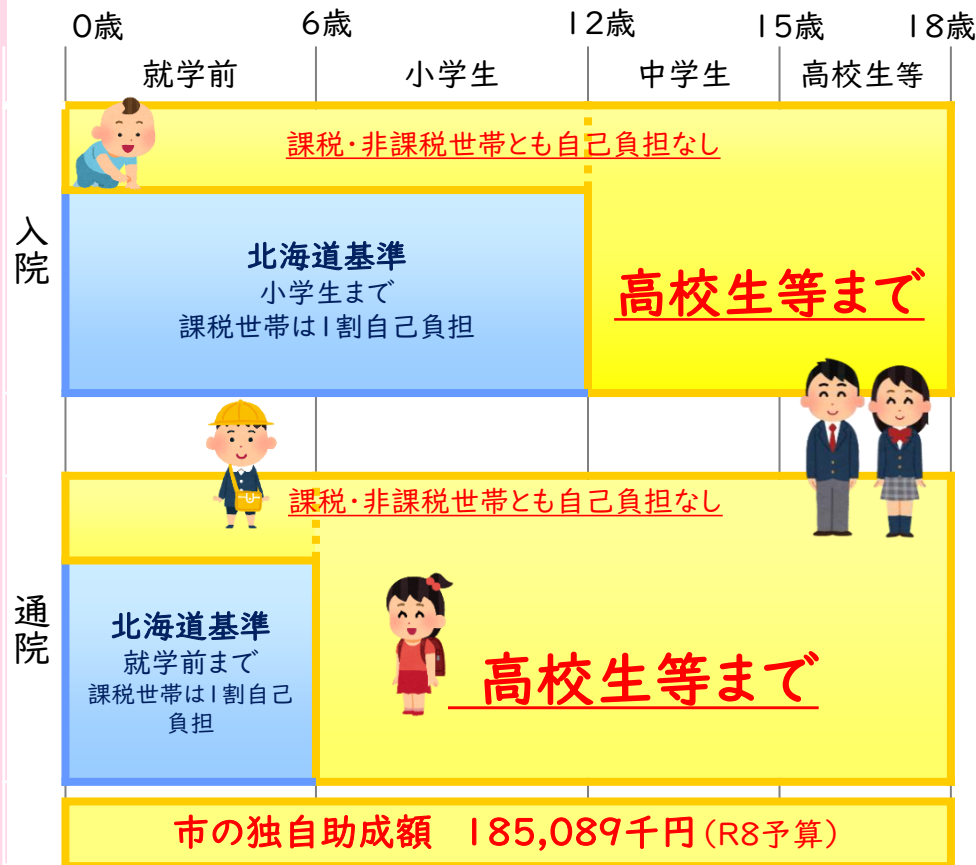 0歳 6歳 12歳 15歳 18歳
就学前 小学生 中学生 高校生等
入院
課税・非課税世帯とも自己負担なし
北海道基準
小学生まで
課税世帯は1割自己負担
高校生等まで
通院
課税・非課税世帯とも自己負担なし
北海道基準
就学前まで
課税世帯は1割自己
負担
高校生等まで
市の独自助成額 185,089千円(R8予算)